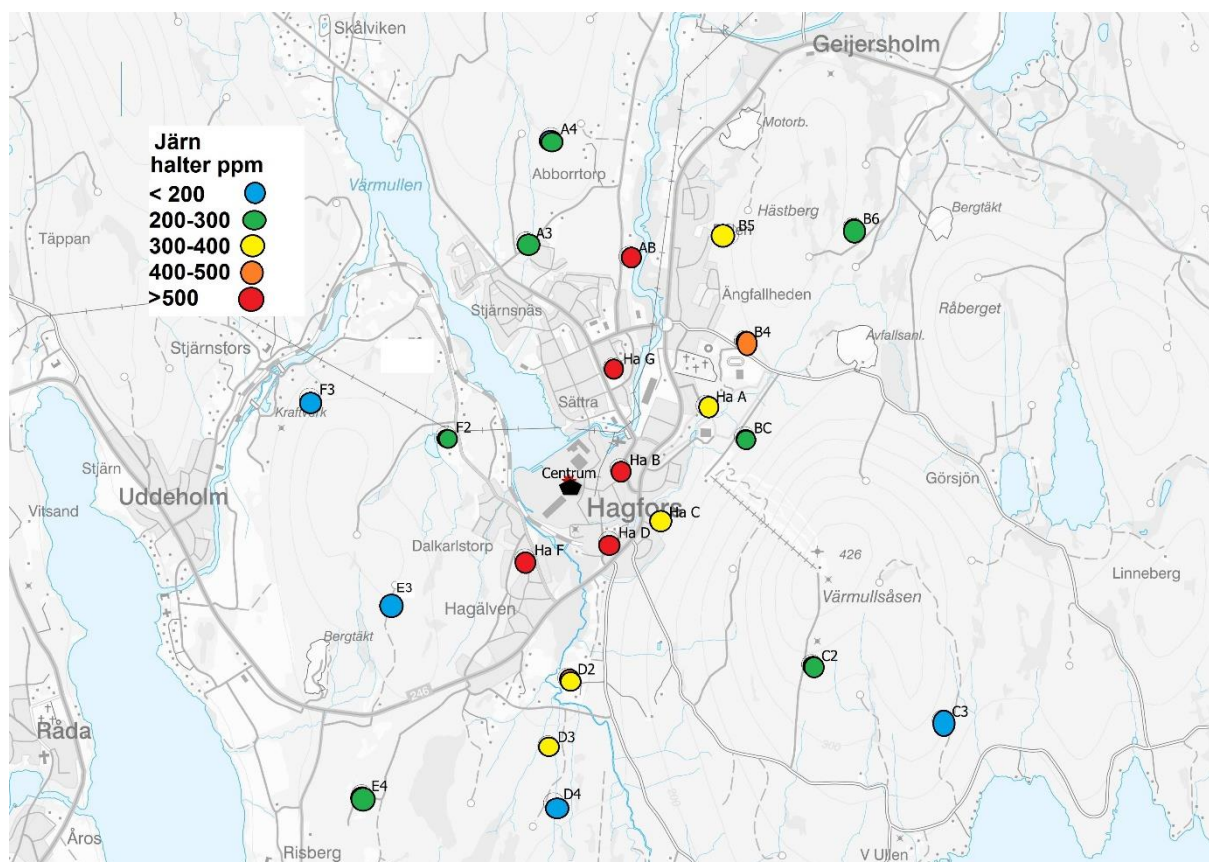 Skålviken
Geijersholm
Järn
halter ppm
< 200
200-300
300-400
400-500
>500
A4
Motorb.
Abborrtorp
Värmullen
Hästberg
Bergtäkt
Täppan
A3
AB
B5
B6
Ängfallheden
Råberget
Stjärnsnäs
B4
Avfallsanl.
Stjärnsfors
Ha G
F3
Kraftverk
Sättra
Ha A
F2
BC
Stjärn
Ha B
Centrum
Görsjön
Uddeholm
Vitsand
Hagfors
Ha C
Dalkarlstorp
Ha D
Ha F
426
Linneberg
E3
Värmullsåsen
Hagälven
Bergtäkt
D2
C2
246
C3
Råda
D3
300
E4
D4
200
Åros
Risberg
V Ullen